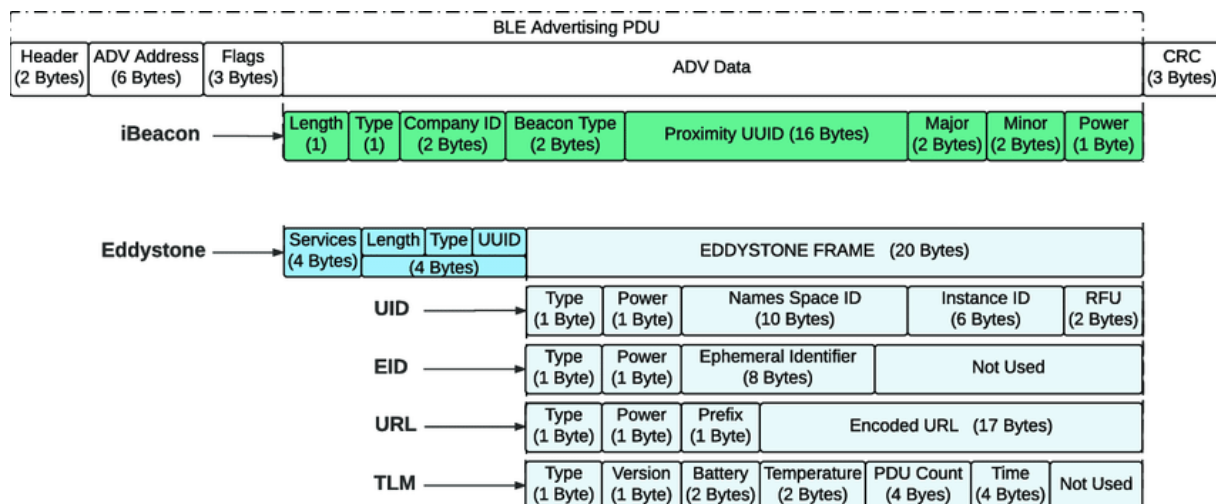 BLE Advertising PDU
Header ADV Address Flags ADV Data CRC
(2 Bytes) (6 Bytes) (3 Bytes) (3 Bytes)
iBeacon Length Type Company ID Beacon Type Proximity UUID (16 Bytes) Major Minor Power
(1) (1) (2 Bytes) (2 Bytes) (2 Bytes) (2 Bytes) (1 Byte)
Eddystone Services Length Type UUID EDDYSTONE FRAME (20 Bytes)
(4 Bytes) (4 Bytes)
UID Type Power Names Space ID Instance ID RFU
(1 Byte) (1 Byte) (10 Bytes) (6 Bytes) (2 Bytes)
EID Type Power Ephemeral Identifier Not Used
(1 Byte) (1 Byte) (8 Bytes)
URL Type Power Prefix Encoded URL (17 Bytes)
(1 Byte) (1 Byte) (1 Byte)
TLM Type Version Battery Temperature PDU Count Time Not Used
(1 Byte) (1 Byte) (2 Bytes) (2 Bytes) (4 Byes) (4 Bytes)